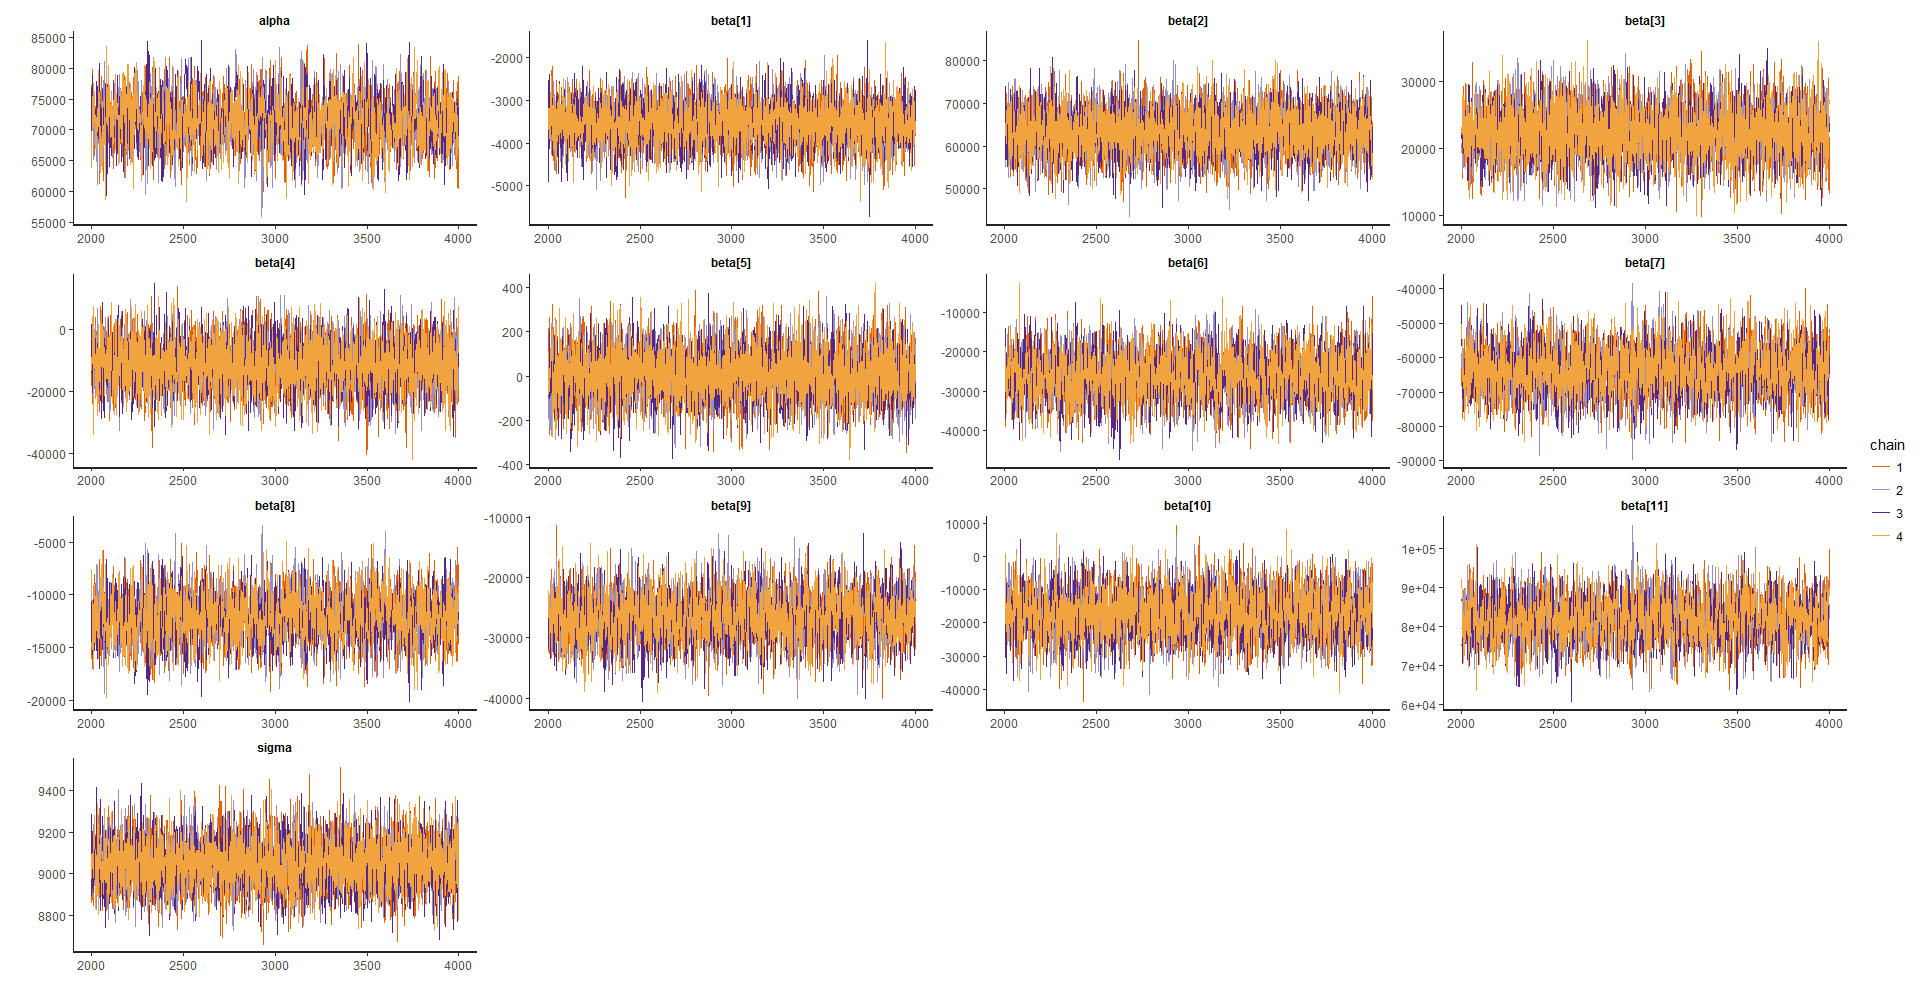 alpha
85000
80000
75000
70000
65000
60000
55000
2000 2500 3000 3500 4000
beta[1]
-2000
-3000
-4000
-5000
2000 2500 3000 3500 4000
beta[2]
80000
70000
60000
50000
2000 2500 3000 3500 4000
beta[3]
30000
20000
10000
2000 2500 3000 3500 4000
beta[4]
0
-20000
-40000
2000 2500 3000 3500 4000
beta[5]
400
200
0
-200
-400
2000 2500 3000 3500 4000
beta[6]
-10000
-20000
-30000
-40000
2000 2500 3000 3500 4000
beta[7]
-40000
-50000
-60000
-70000
-80000
-90000
2000 2500 3000 3500 4000
beta[8]
-5000
-10000
-15000
-20000
2000 2500 3000 3500 4000
beta[9]
-10000
-20000
-30000
-40000
2000 2500 3000 3500 4000
beta[10]
10000
0
-10000
-20000
-30000
-40000
2000 2500 3000 3500 4000
beta[11]
1e+05
9e+04
8e+04
7e+04
6e+04
2000 2500 3000 3500 4000
sigma
9400
9200
9000
8800
2000 2500 3000 3500 4000
chain
1
2
3
4